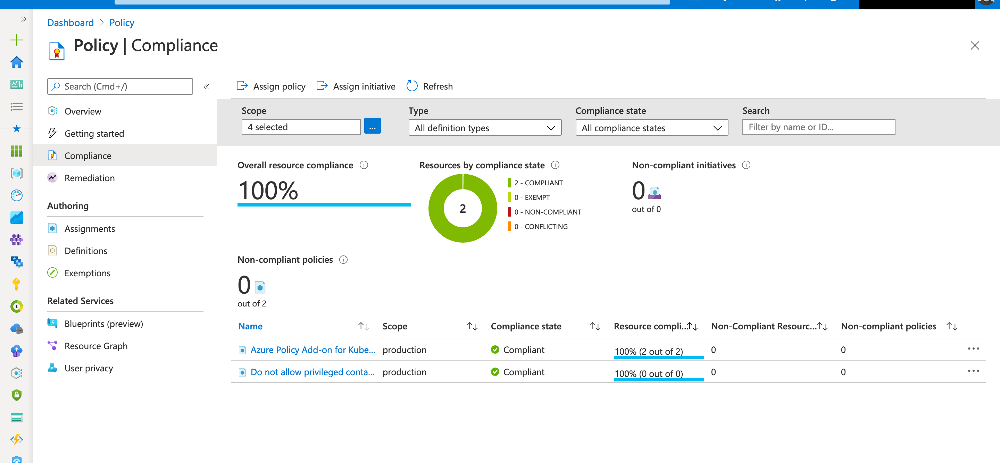 Dashboard > Policy
Policy | Compliance
Search (Cmd+/)
Overview
Getting started
Compliance
Remediation
Authoring
Assignments
Definitions
Exemptions
Related Services
Blueprints (preview)
Resource Graph
User privacy
Assign policy Assign initiative Refresh
Scope Type Compliance state Search
4 selected ... All definition types All compliance states Filter by name or ID...
Overall resource compliance
100%
Resources by compliance state
2
2 - COMPLIANT
0 - EXEMPT
0 - NON-COMPLIANT
0 - CONFLICTING
Non-compliant initiatives
0
out of 0
Non-compliant policies
0
out of 2
Name Scope Compliance state Resource compli... Non-Compliant Resourc... Non-compliant policies
Azure Policy Add-on for Kube... production Compliant 100% (2 out of 2) 0 0
Do not allow privileged conta... production Compliant 100% (0 out of 0) 0 0